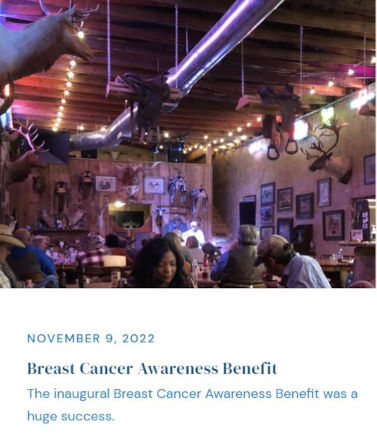 NOVEMBER 9, 2022
Breast Cancer Awareness Benefit
The inaugural Breast Cancer Awareness Benefit was a
huge success.